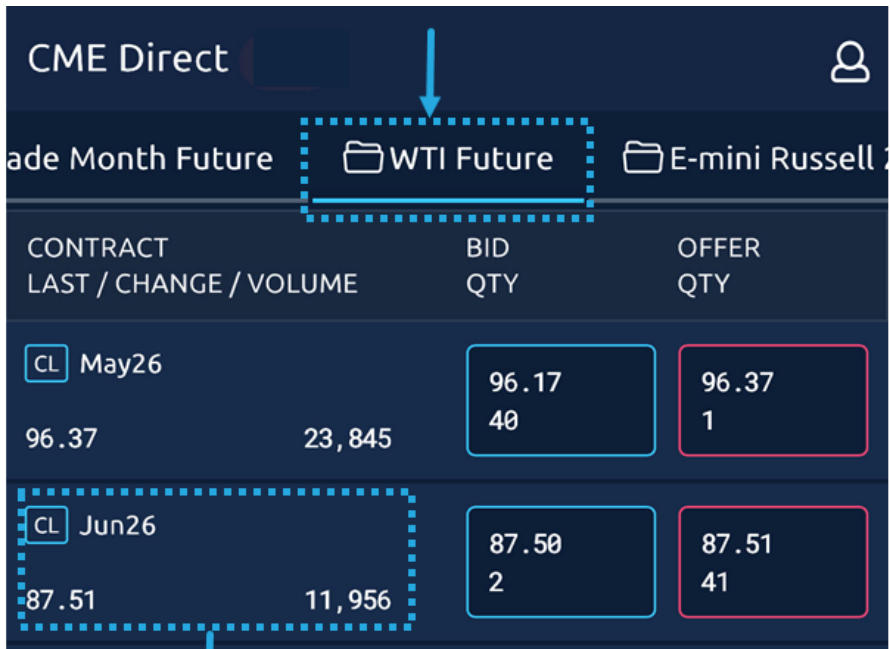 CME Direct
ade Month Future WTI Future E-mini Russell
CONTRACT BID OFFER
LAST / CHANGE / VOLUME QTY QTY
CL May26
96.17 96.37
40 1
96.37 23,845
CL Jun26
87.50 87.51
2 41
87.51 11,956